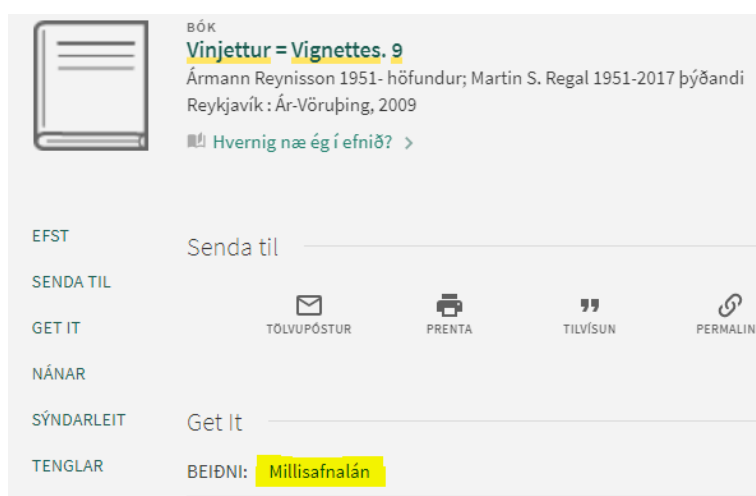 BÓK
Vinjettur = Vignettes. 9
Ármann Reynisson 1951- höfundur; Martin S. Regal 1951-2017 þýðandi
Reykjavík : Ár-Vöruþing, 2009
Hvernig næ ég í efnið?
EFST
SENDA TIL
GET IT
NÁNAR
SÝNDARLEIT
TENGLAR
Senda til
TÖLVUPÓSTUR PRENTA TILVÍSUN PERMALIN
Get It
BEIÐNI: Millisafnalán